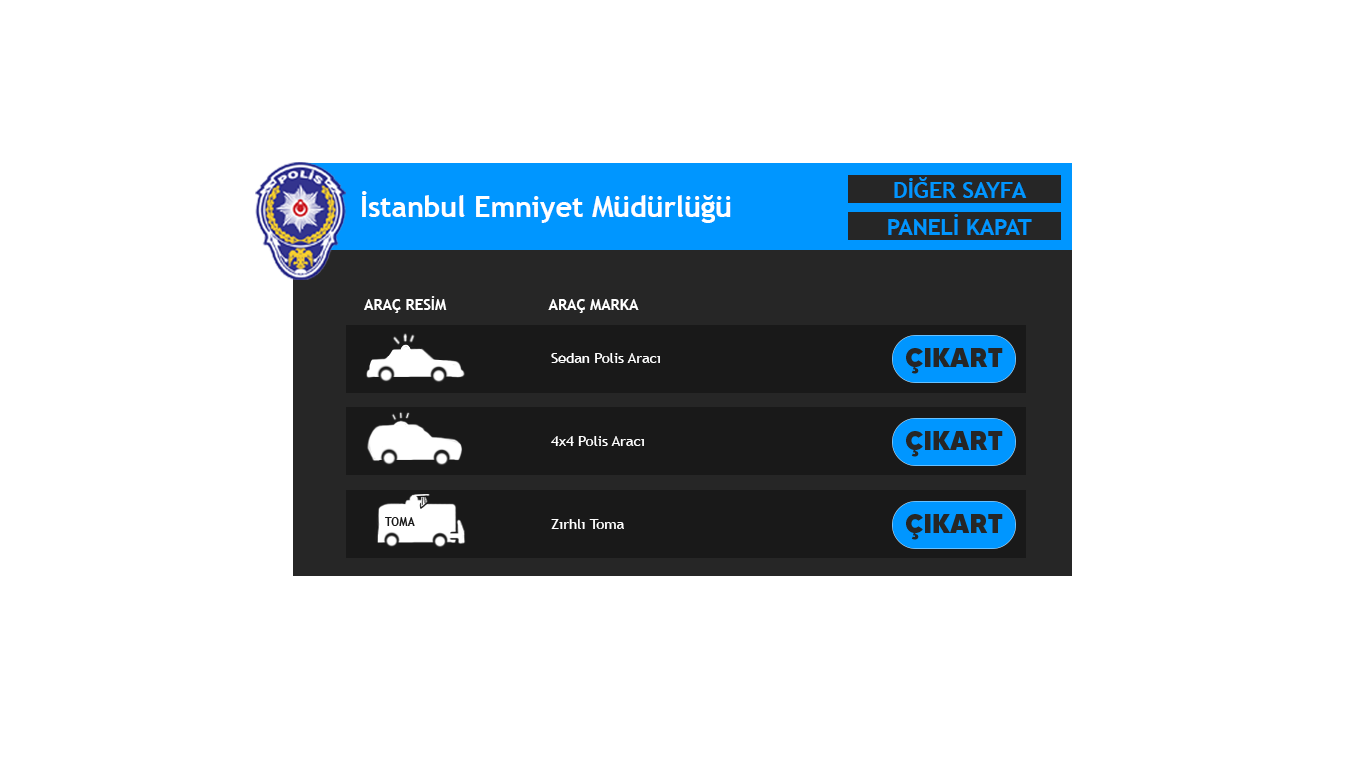 POLİS
İstanbul Emniyet Müdürlüğü
DİĞER SAYFA
PANELİ KAPAT
ARAÇ RESİM ARAÇ MARKA
Sedan Polis Aracı ÇIKART
4x4 Polis Aracı ÇIKART
TOMA Zırhlı Toma ÇIKART